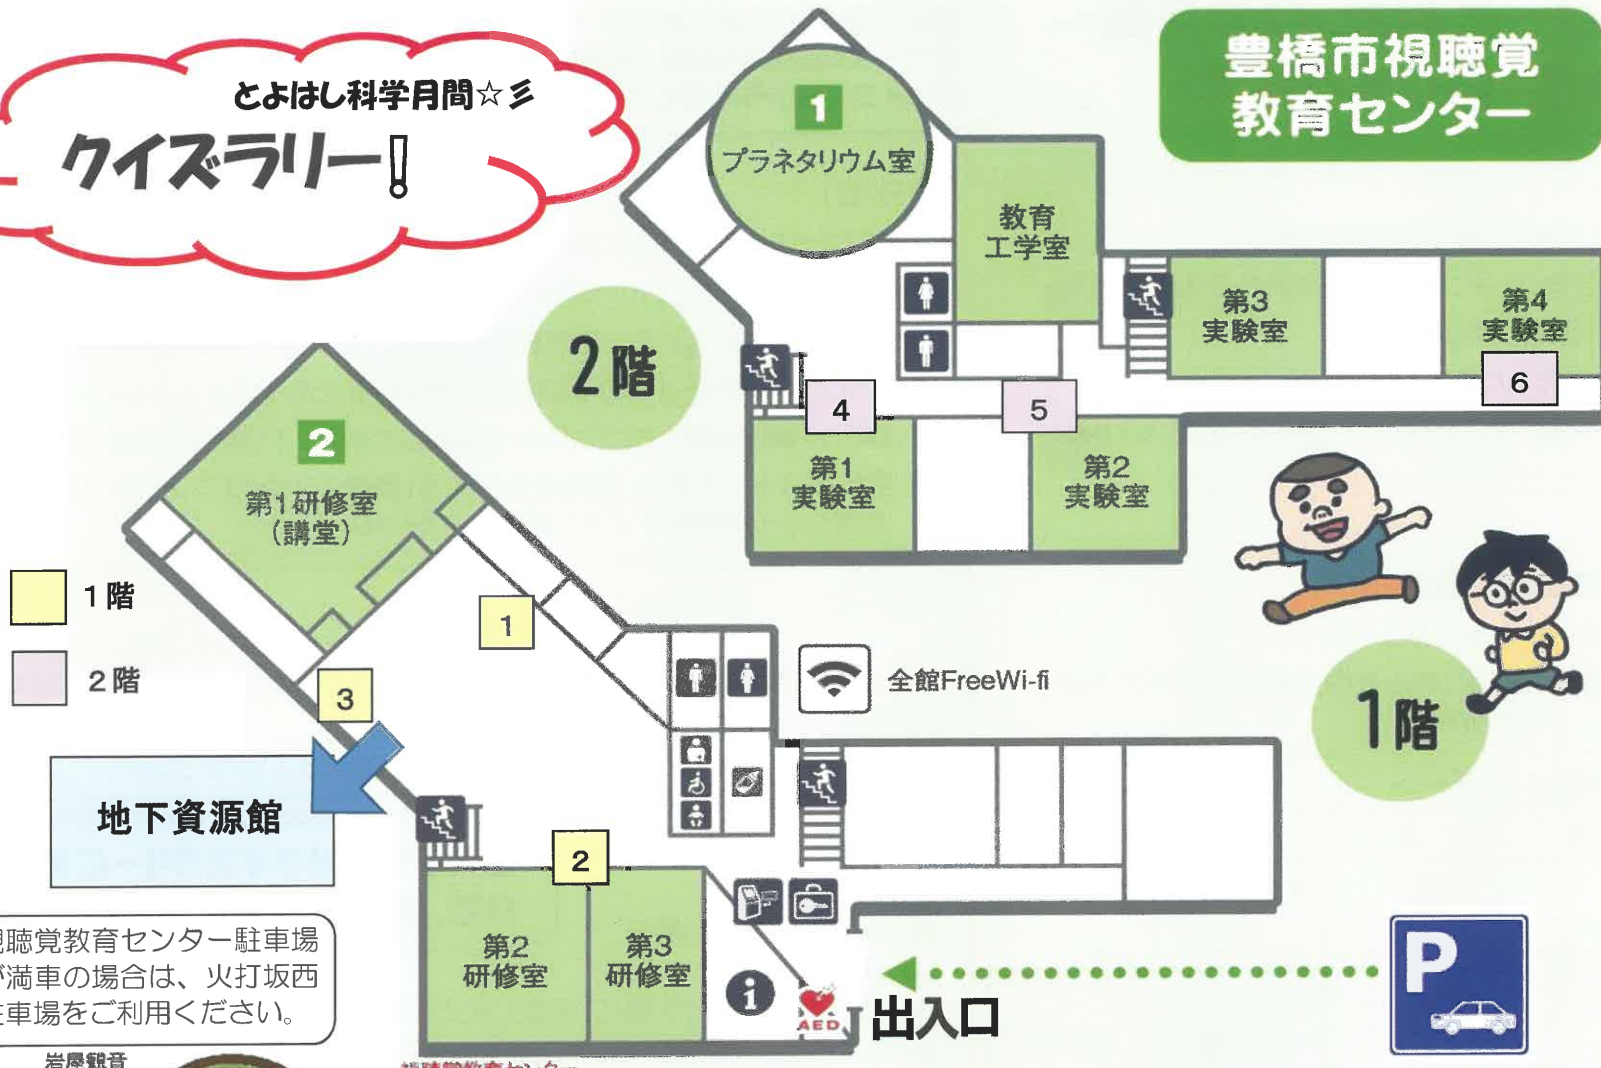 とよはし科学月間☆彡
クイズラリー!
豊橋市視聴覚
教育センター
1
プラネタリウム室
教育
工学室
第3
実験室
第4
実験室
2階
4
5
6
第1
実験室
第2
実験室
2
第1研修室
(講堂)
1階
2階
1
3
全館FreeWi-fi
1階
地下資源館
2
第2
研修室
第3
研修室
i
AED
出入口
P
視聴覚教育センター駐車場
が満車の場合は、火打坂西
駐車場をご利用ください。
岩屋観音